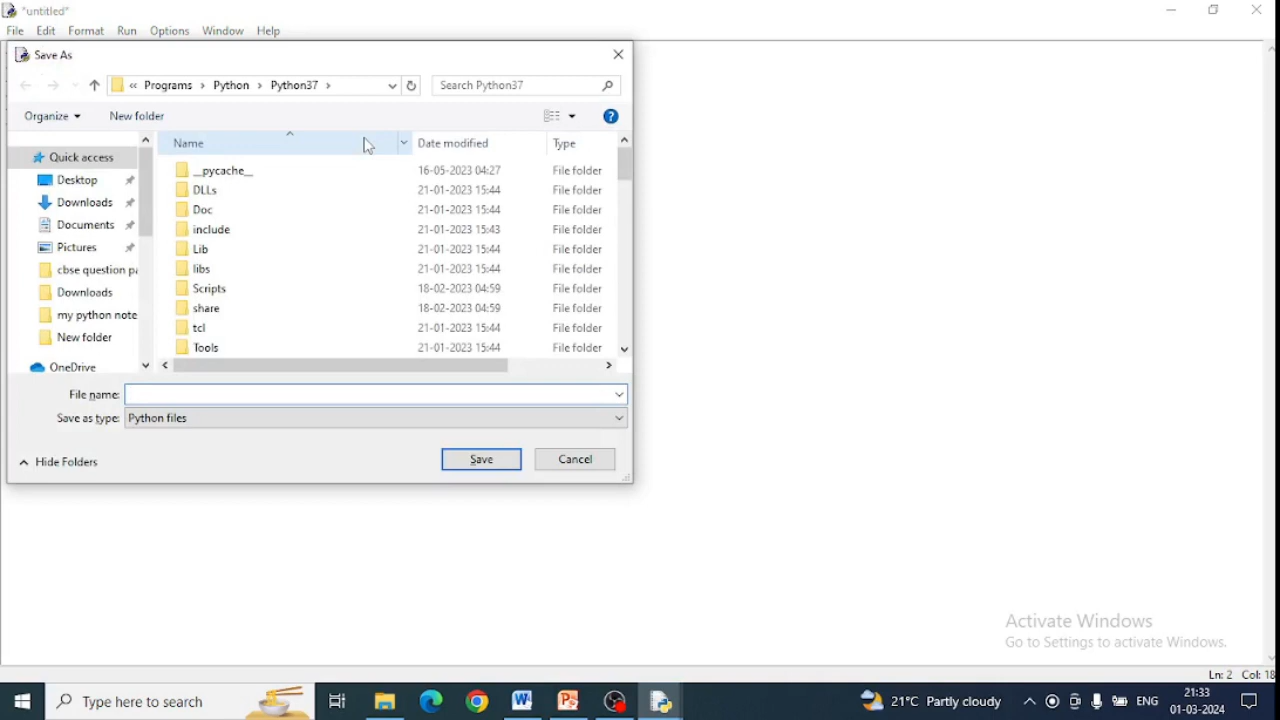 *untitled*
File Edit Format Run Options Window Help
Save As
« Programs › Python › Python37 ›
Search Python37
Organize New folder
Name Date modified Type
Quick access
Desktop
Downloads
Documents
Pictures
cbse question pa
Downloads
my python note
New folder
OneDrive
__pycache__ 16-05-2023 04:27 File folder
DLLs 21-01-2023 15:44 File folder
Doc 21-01-2023 15:44 File folder
include 21-01-2023 15:43 File folder
Lib 21-01-2023 15:44 File folder
libs 21-01-2023 15:44 File folder
Scripts 18-02-2023 04:59 File folder
share 18-02-2023 04:59 File folder
tcl 21-01-2023 15:44 File folder
Tools 21-01-2023 15:44 File folder
File name:
Save as type: Python files
Hide Folders
Save Cancel
Activate Windows
Go to Settings to activate Windows.
Ln: 2 Col: 18
Type here to search
21°C Partly cloudy
ENG
21:33
01-03-2024